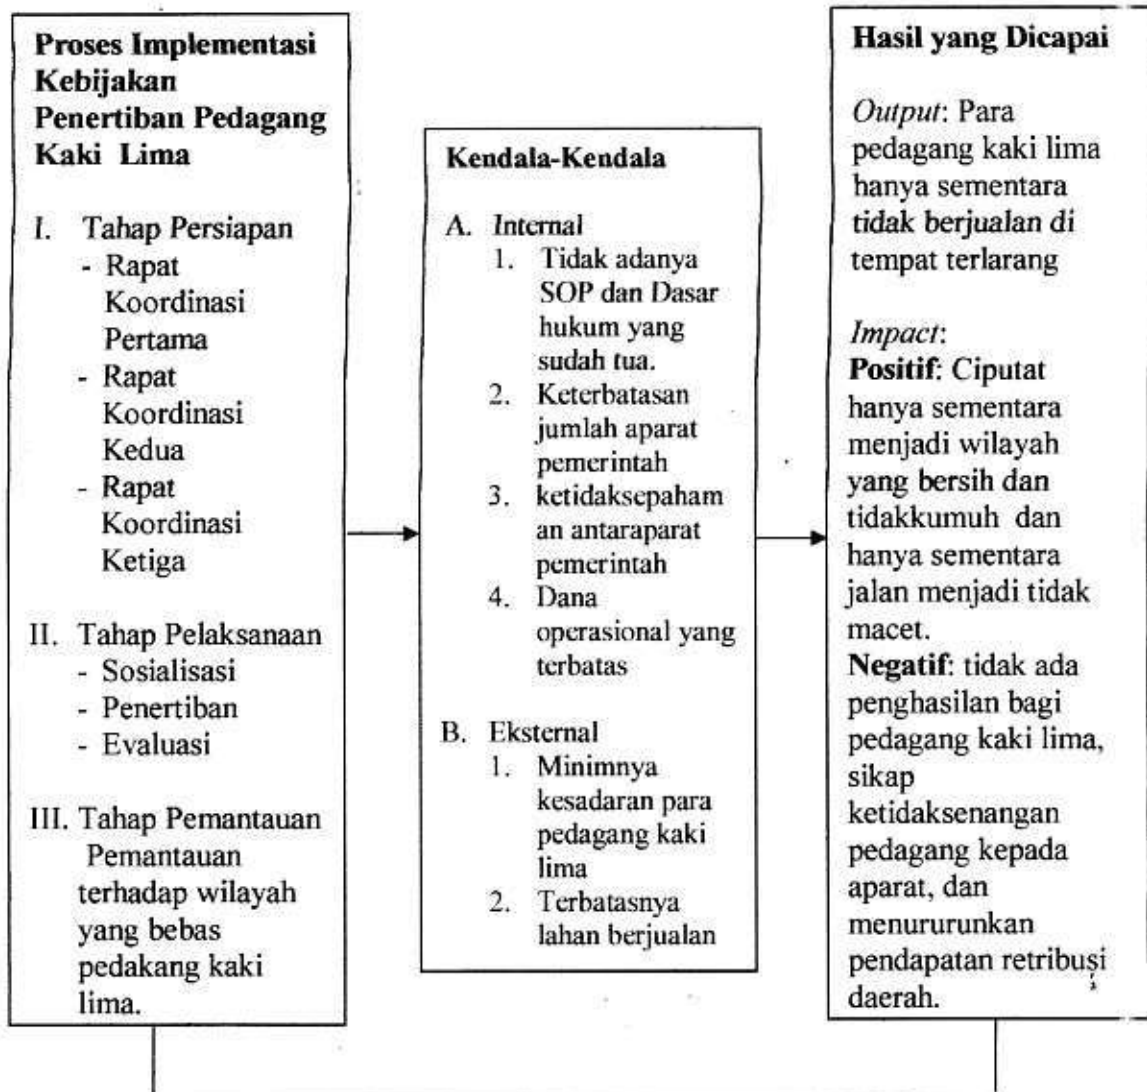 Proses Implementasi
Kebijakan
Penertiban Pedagang
Kaki Lima
I. Tahap Persiapan
- Rapat
Koordinasi
Pertama
- Rapat
Koordinasi
Kedua
- Rapat
Koordinasi
Ketiga
II. Tahap Pelaksanaan
- Sosialisasi
- Penertiban
- Evaluasi
III. Tahap Pemantauan
Pemantauan
terhadap wilayah
yang bebas
pedakang kaki
lima.
Kendala-Kendala
A. Internal
1. Tidak adanya
SOP dan Dasar
hukum yang
sudah tua.
2. Keterbatasan
jumlah aparat
pemerintah
3. ketidaksepaham
an antaraparat
pemerintah
4. Dana
operasional yang
terbatas
B. Eksternal
1. Minimnya
kesadaran para
pedagang kaki
lima
2. Terbatasnya
lahan berjualan
Hasil yang Dicapai
Output: Para
pedagang kaki lima
hanya sementara
tidak berjualan di
tempat terlarang
Impact:
Positif: Ciputat
hanya sementara
menjadi wilayah
yang bersih dan
tidakkumuh dan
hanya sementara
jalan menjadi tidak
macet.
Negatif: tidak ada
penghasilan bagi
pedagang kaki lima,
sikap
ketidaksenangan
pedagang kepada
aparat, dan
menururunkan
pendapatan retribusi
daerah.